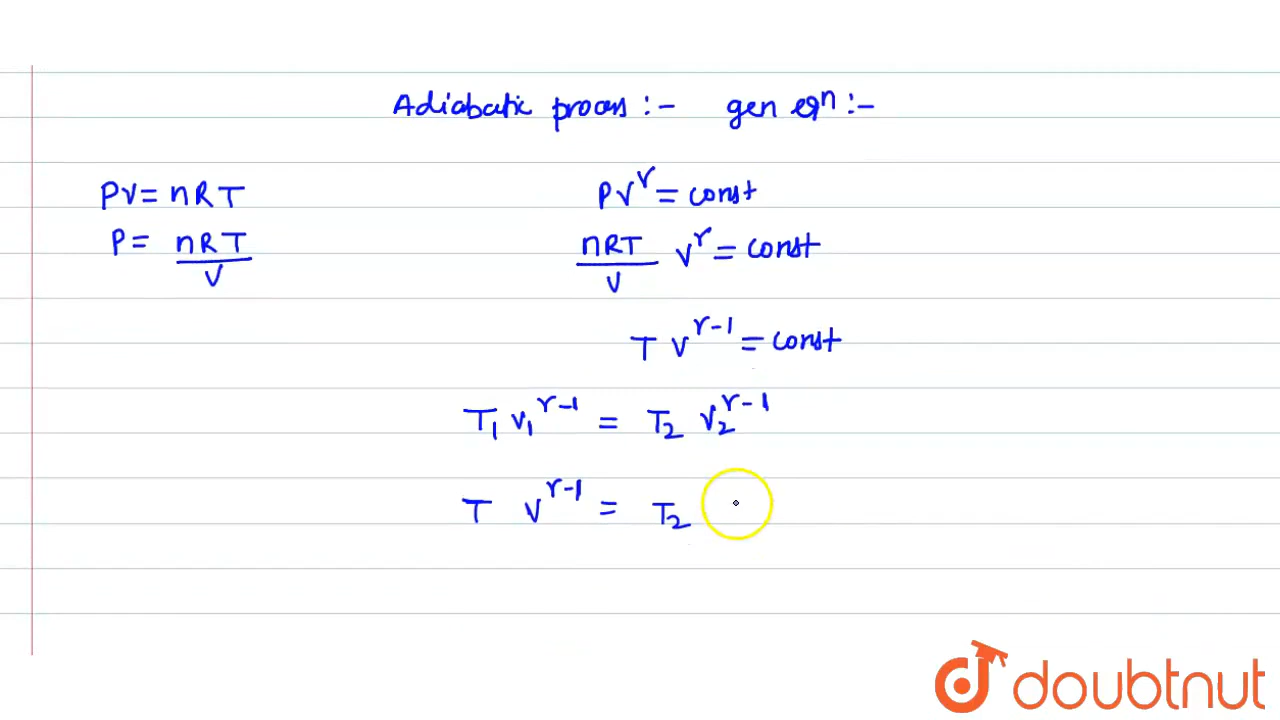 Adiabatic process :- gen eqⁿ :-
PV = nRT
PV^r = const
P = nRT/V
nRT/V V^r = const
T V^r-1 = const
T₁ V₁^r-1 = T₂ V₂^r-1
T V^r-1 = T₂
doubtnut